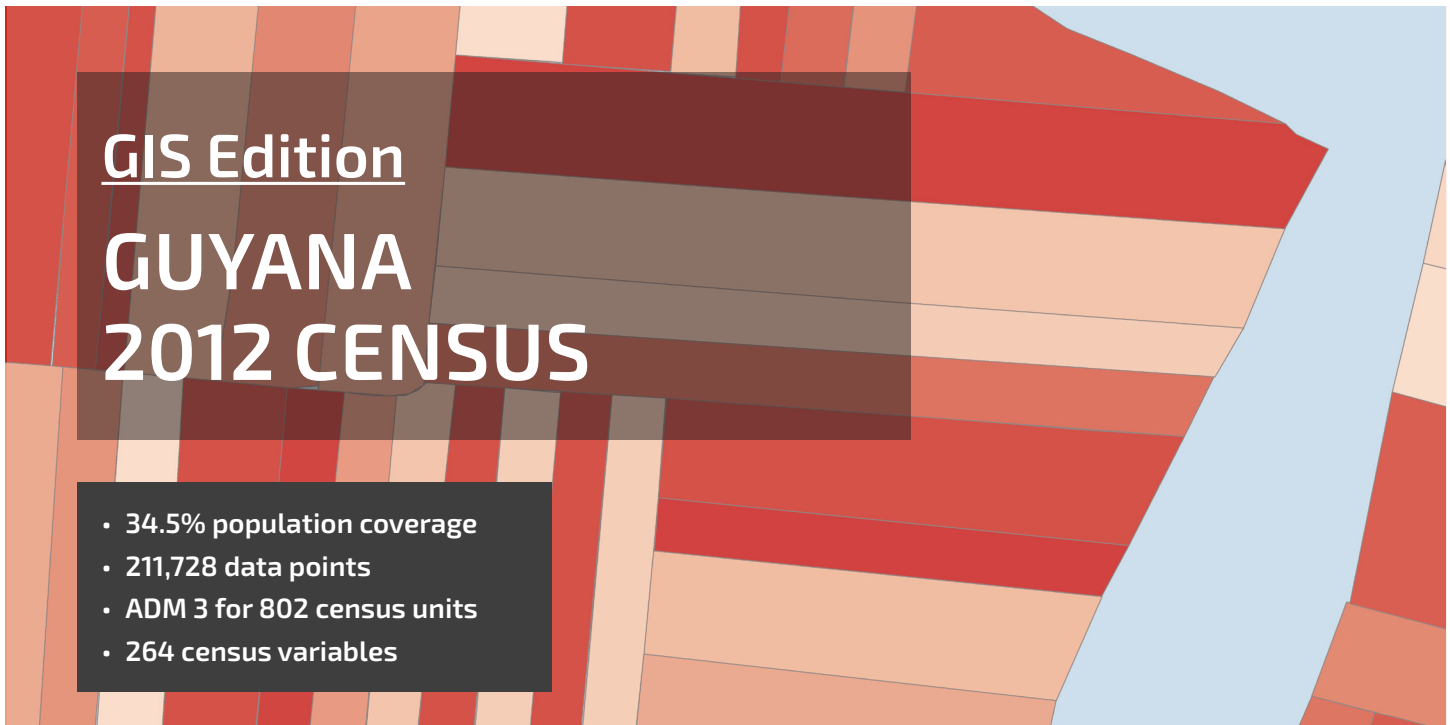 GIS Edition
GUYANA
2012 CENSUS
• 34.5% population coverage
• 211,728 data points
• ADM 3 for 802 census units
• 264 census variables